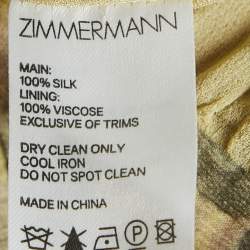 ZIMMERMANN
MAIN:
100% SILK
LINING:
100% VISCOSE
EXCLUSIVE OF TRIMS
DRY CLEAN ONLY
COOL IRON
DO NOT SPOT CLEAN
MADE IN CHINA